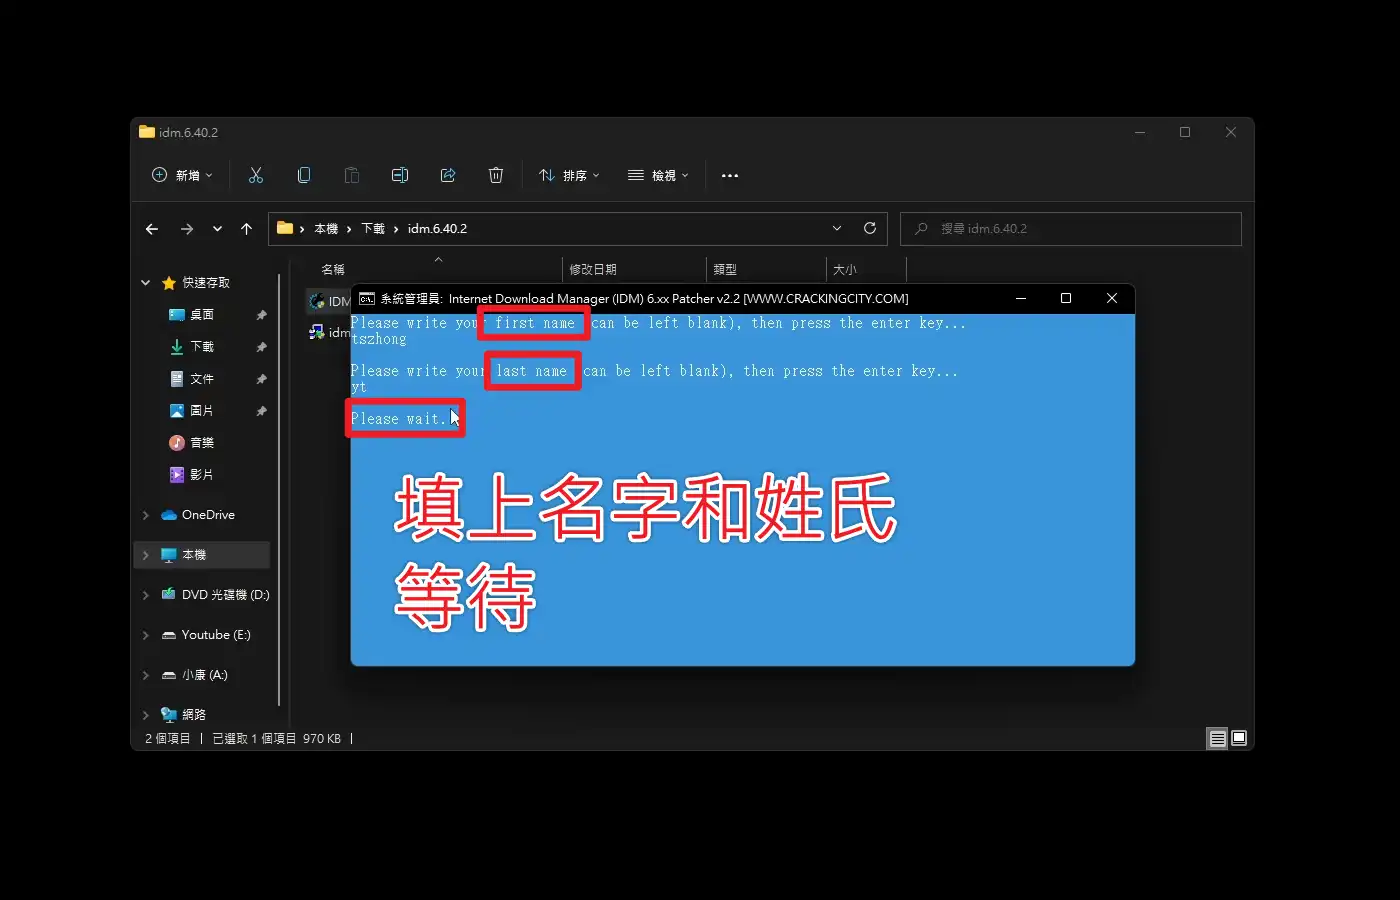 idm.6.40.2
新增
排序
檢視
本機 › 下載 › idm.6.40.2
搜尋 idm.6.40.2
名稱
修改日期
類型
大小
快速存取
桌面
下載
文件
圖片
音樂
影片
OneDrive
本機
DVD 光碟機 (D:)
Youtube (E:)
小康 (A:)
網路
IDM
idm
系統管理員: Internet Download Manager (IDM) 6.xx Patcher v2.2 [WWW.CRACKINGCITY.COM]
Please write your first name can be left blank), then press the enter key...
tszhong
Please write your last name can be left blank), then press the enter key...
yt
Please wait.
填上名字和姓氏
等待
2 個項目 | 已選取 1 個項目 970 KB |